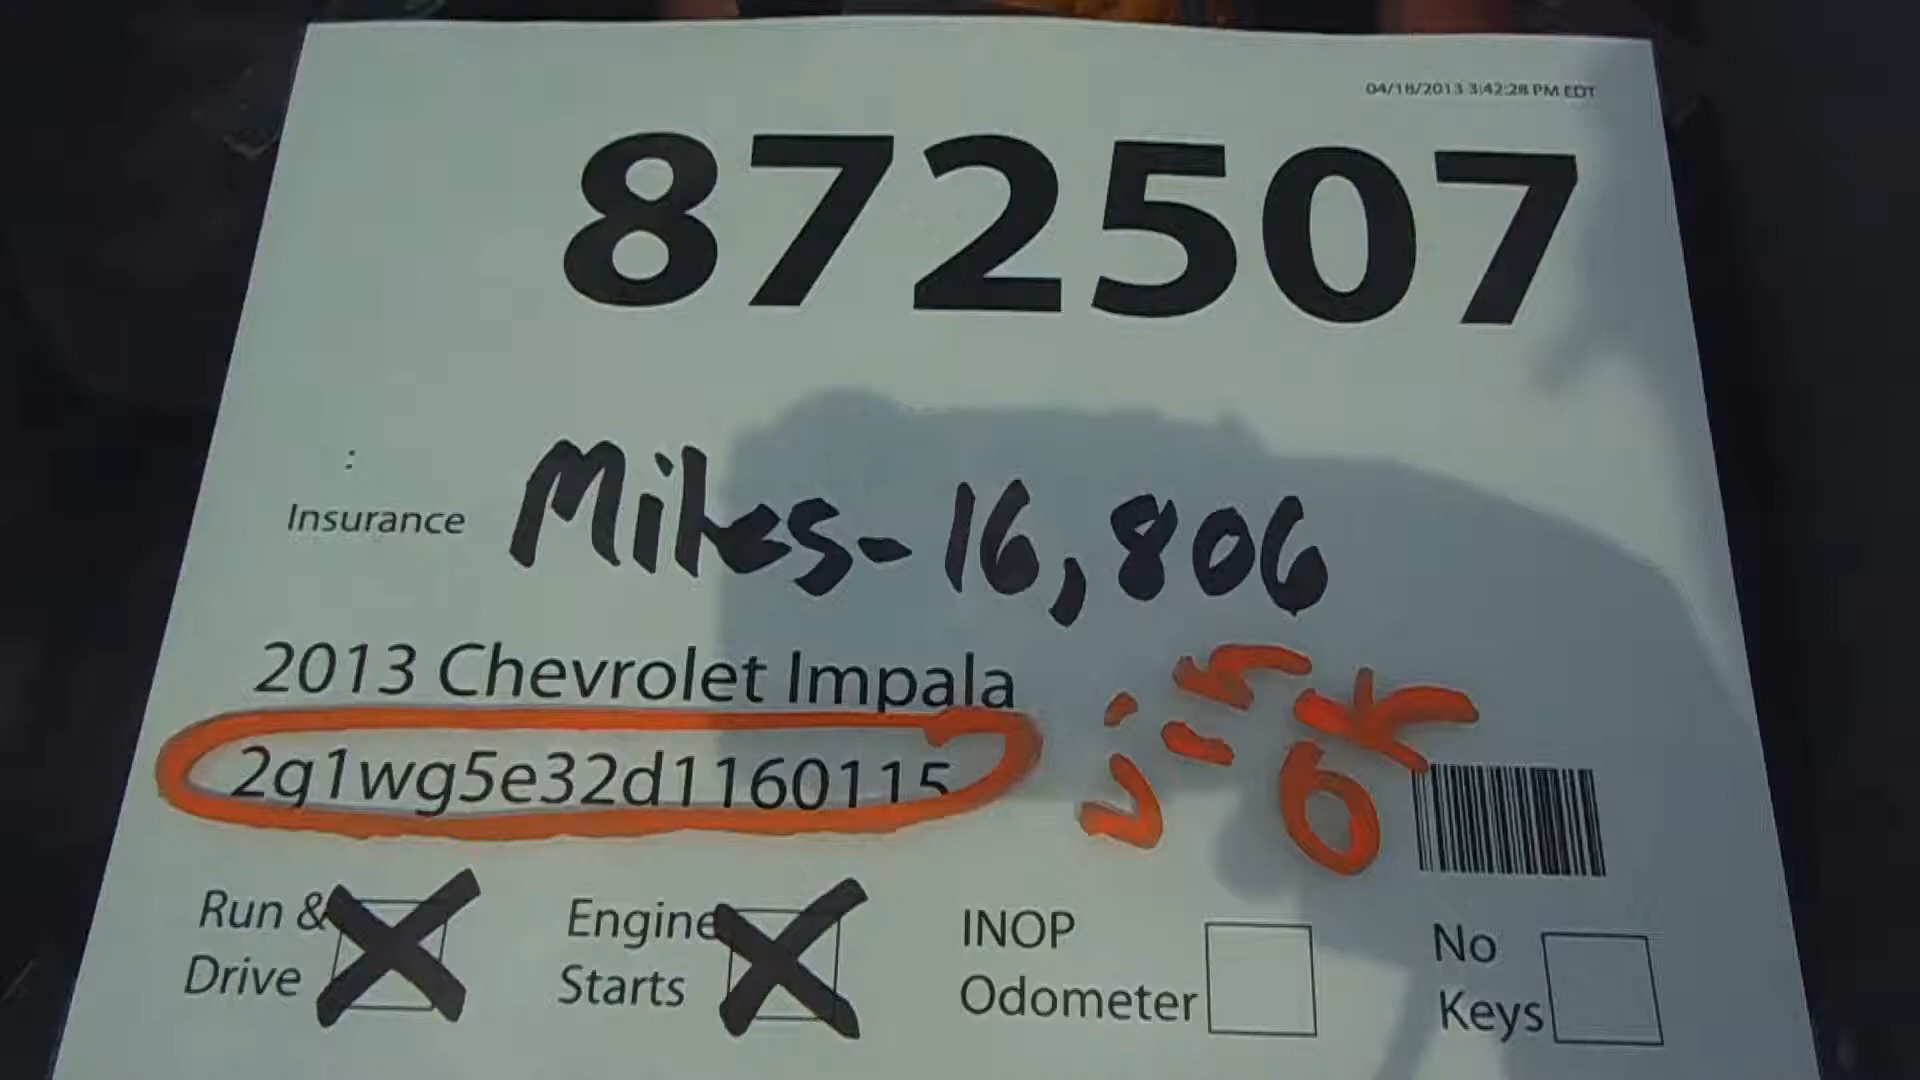 04/18/2013 3:42:28 PM EDT
872507
:
Insurance
Miles-16,806
2013 Chevrolet Impala
2g1wg5e32d1160115
OK
Run & Drive
Engine Starts
INOP Odometer
No Keys